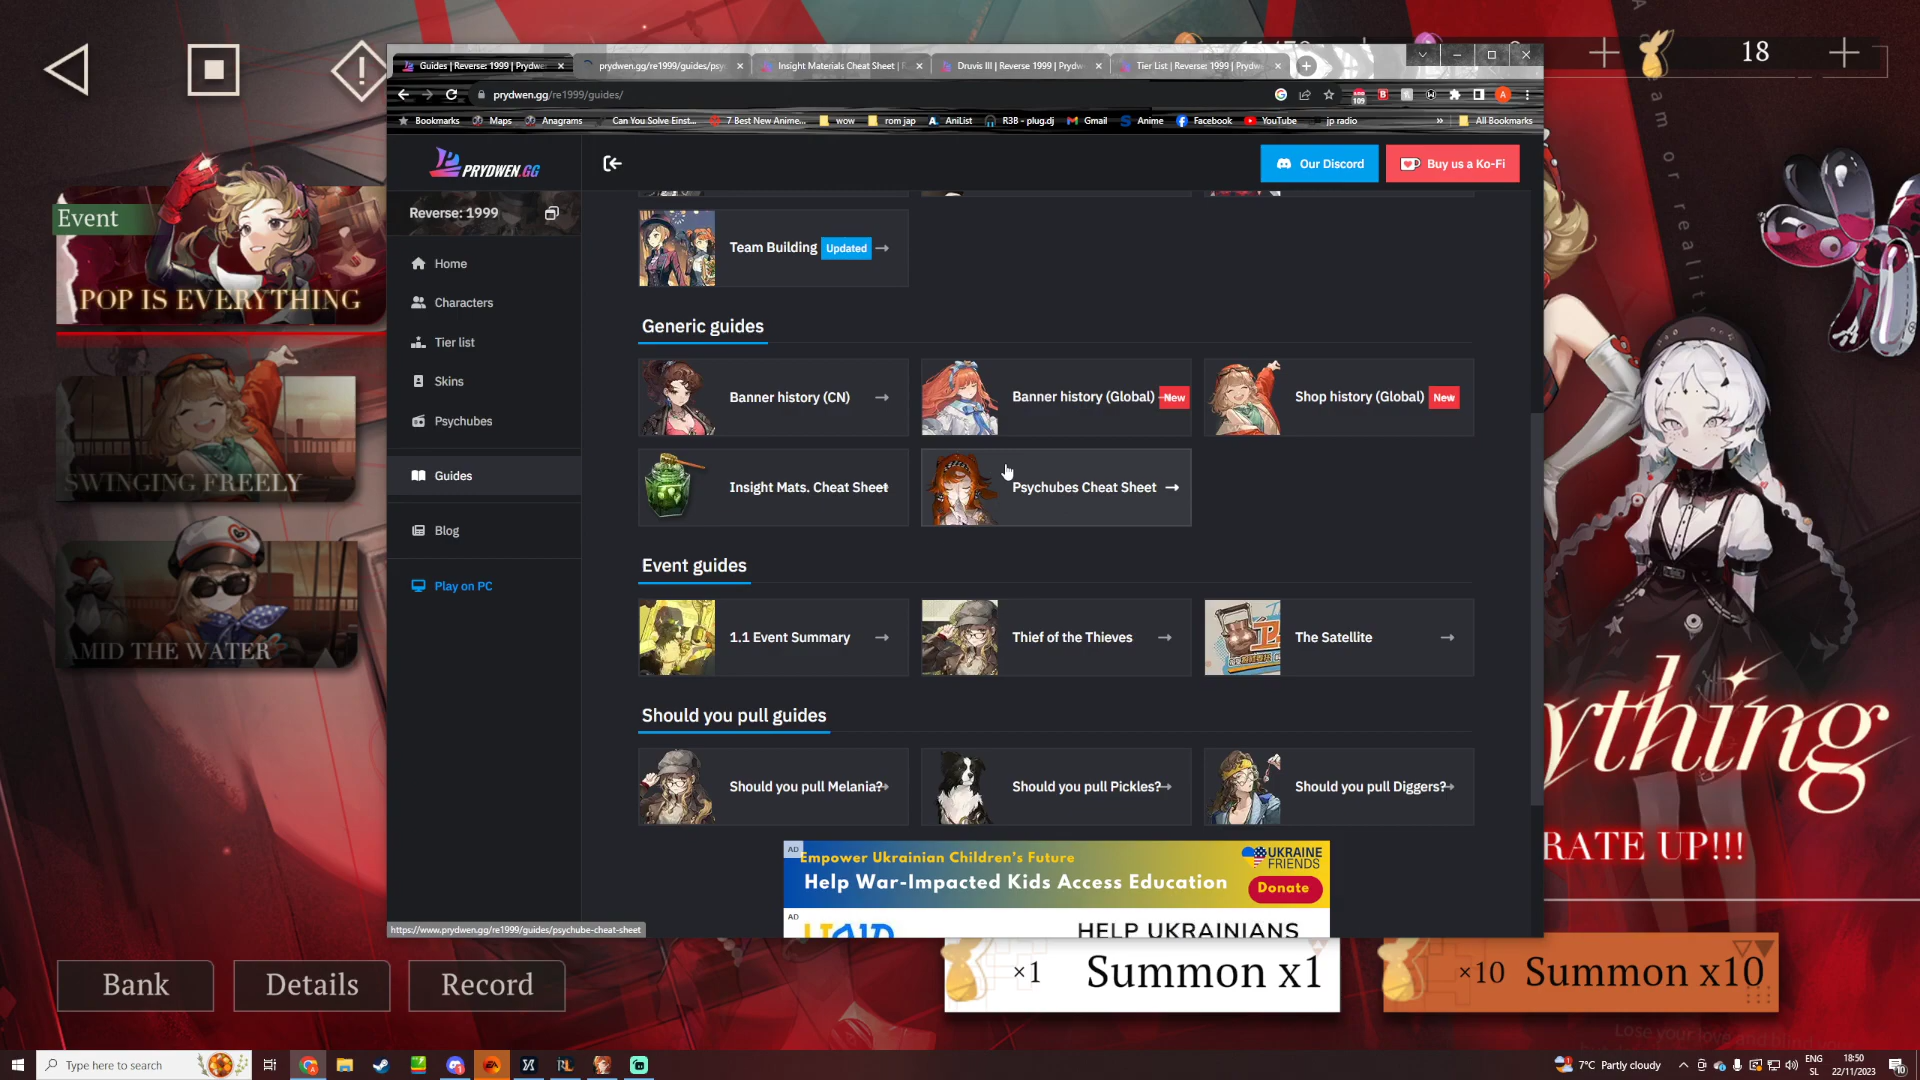 18
Guides | Reverse: 1999 | Prydwe
prydwen.gg/re1999/guides/psy
Insight Materials Cheat Sheet |
Druvis III | Reverse 1999 | Prydw
Tier List | Reverse: 1999 | Prydw
prydwen.gg/re1999/guides/
109
Bookmarks
Maps
Anagrams
Can You Solve Einst...
7 Best New Anime...
wow
rom jap
AniList
R3B - plug.dj
Gmail
Anime
Facebook
YouTube
jp radio
»
All Bookmarks
PRYDWEN.GG
Our Discord
Buy us a Ko-Fi
Reverse: 1999
Home
Characters
Tier list
Skins
Psychubes
Guides
Blog
Play on PC
Team Building Updated
Generic guides
Banner history (CN)
Banner history (Global) New
Shop history (Global) New
Insight Mats. Cheat Sheet
Psychubes Cheat Sheet
Event guides
1.1 Event Summary
Thief of the Thieves
The Satellite
Should you pull guides
Should you pull Melania?
Should you pull Pickles?
Should you pull Diggers?
AD
Empower Ukrainian Children's Future
Help War-Impacted Kids Access Education
UKRAINE
FRIENDS
Donate
AD
HELP UKRAINIANS
https://www.prydwen.gg/re1999/guides/psychube-cheat-sheet
Event
POP IS EVERYTHING
SWINGING FREELY
AMID THE WATER
am or reality
ything
RATE UP!!!
Bank
Details
Record
×1 Summon x1
×10 Summon x10
Type here to search
7°C Partly cloudy
ENG
SL
18:50
22/11/2023
10